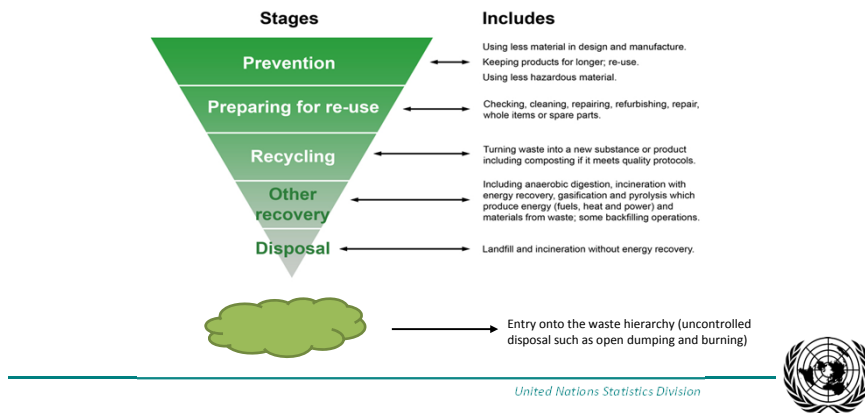 Stages
Includes
Prevention
Using less material in design and manufacture.
Keeping products for longer; re-use.
Using less hazardous material.
Preparing for re-use
Checking, cleaning, repairing, refurbishing, repair,
whole items or spare parts.
Recycling
Turning waste into a new substance or product
including composting if it meets quality protocols.
Other
recovery
Including anaerobic digestion, incineration with
energy recovery, gasification and pyrolysis which
produce energy (fuels, heat and power) and
materials from waste; some backfilling operations.
Disposal
Landfill and incineration without energy recovery.
Entry onto the waste hierarchy (uncontrolled
disposal such as open dumping and burning)
United Nations Statistics Division